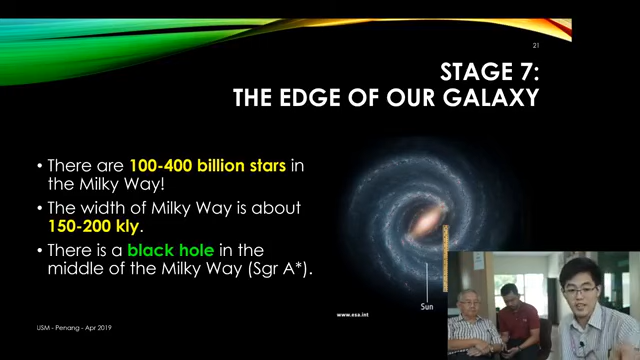 21
STAGE 7:
THE EDGE OF OUR GALAXY
• There are 100-400 billion stars in
the Milky Way!
• The width of Milky Way is about
150-200 kly.
• There is a black hole in the
middle of the Milky Way (Sgr A*).
Sun
www.esa.int
USM - Penang - Apr 2019